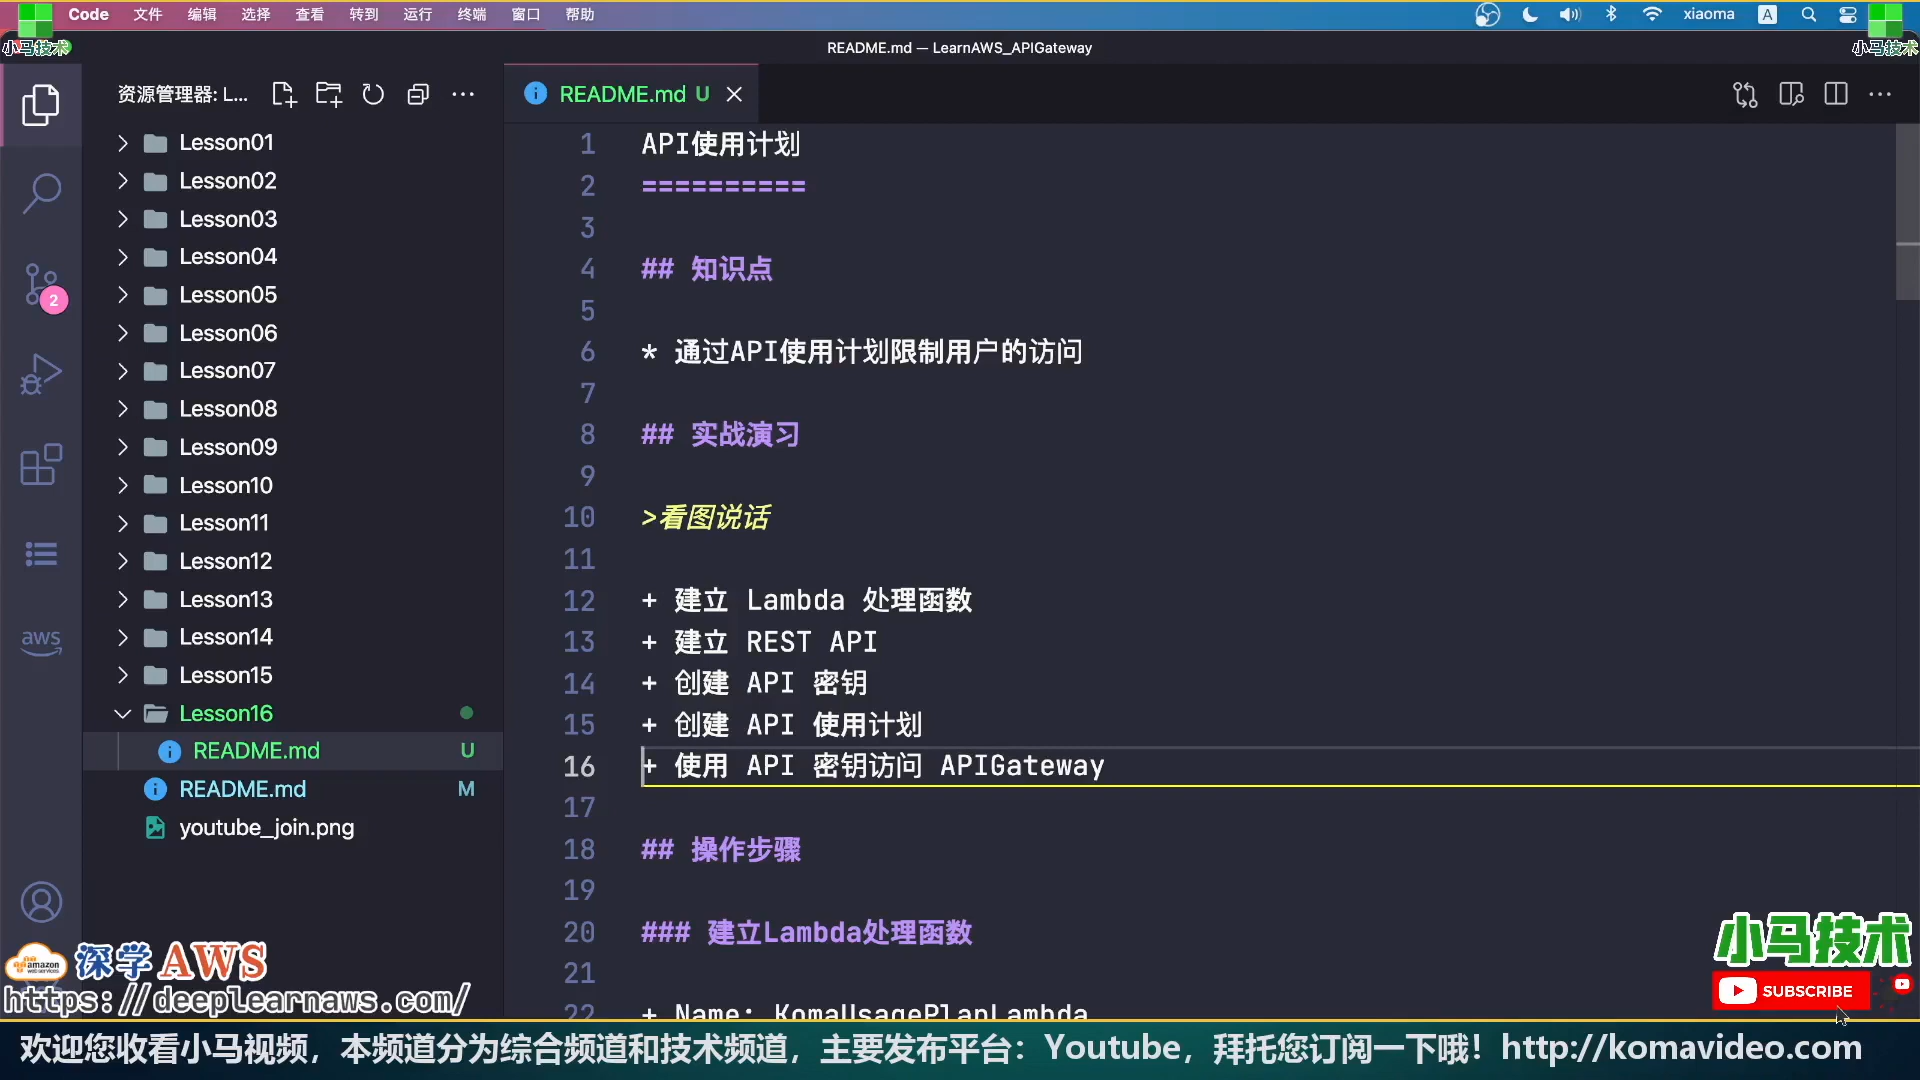 Code 文件 编辑 选择 查看 转到 运行 终端 窗口 帮助 xiaoma A
小马技术 README.md — LearnAWS_APIGateway 小马技术
资源管理器: L...
README.md U
Lesson01
Lesson02
Lesson03
Lesson04
Lesson05
Lesson06
Lesson07
Lesson08
Lesson09
Lesson10
Lesson11
Lesson12
Lesson13
Lesson14
Lesson15
Lesson16
README.md U
README.md M
youtube_join.png
2
aws
1 API使用计划
2 ==========
3
4 ## 知识点
5
6 * 通过API使用计划限制用户的访问
7
8 ## 实战演习
9
10 >看图说话
11
12 + 建立 Lambda 处理函数
13 + 建立 REST API
14 + 创建 API 密钥
15 + 创建 API 使用计划
16 + 使用 API 密钥访问 APIGateway
17
18 ## 操作步骤
19
20 ### 建立Lambda处理函数
21
22 + Name: KomaUsagePlanLambda
amazon web services 深学AWS
https://deeplearnaws.com/
小马技术
SUBSCRIBE
欢迎您收看小马视频，本频道分为综合频道和技术频道，主要发布平台：Youtube，拜托您订阅一下哦！http://komavideo.com